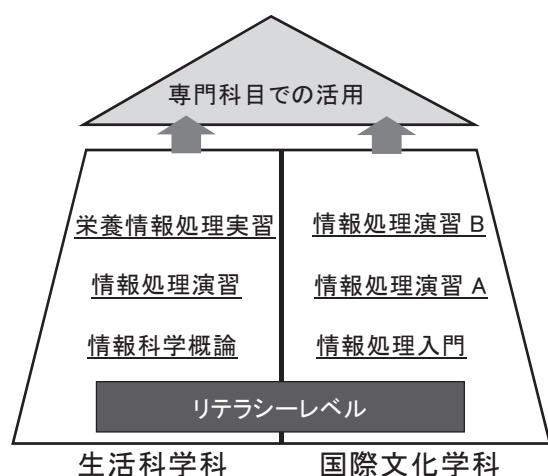 専門科目での活用
栄養情報処理実習
情報処理演習
情報科学概論
情報処理演習 B
情報処理演習 A
情報処理入門
リテラシーレベル
生活科学科
国際文化学科